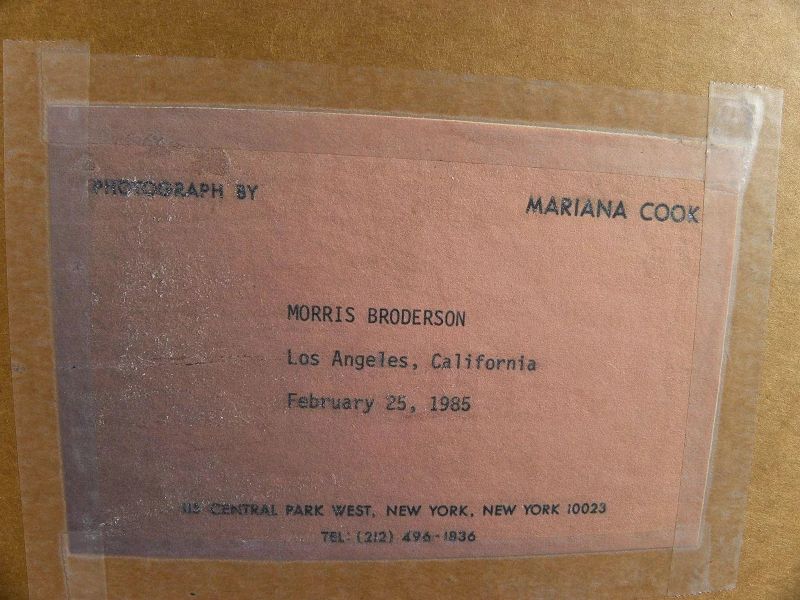 PHOTOGRAPH BY MARIANA COOK
MORRIS BRODERSON
Los Angeles, California
February 25, 1985
115 CENTRAL PARK WEST, NEW YORK, NEW YORK 10023
TEL: (212) 496-1836